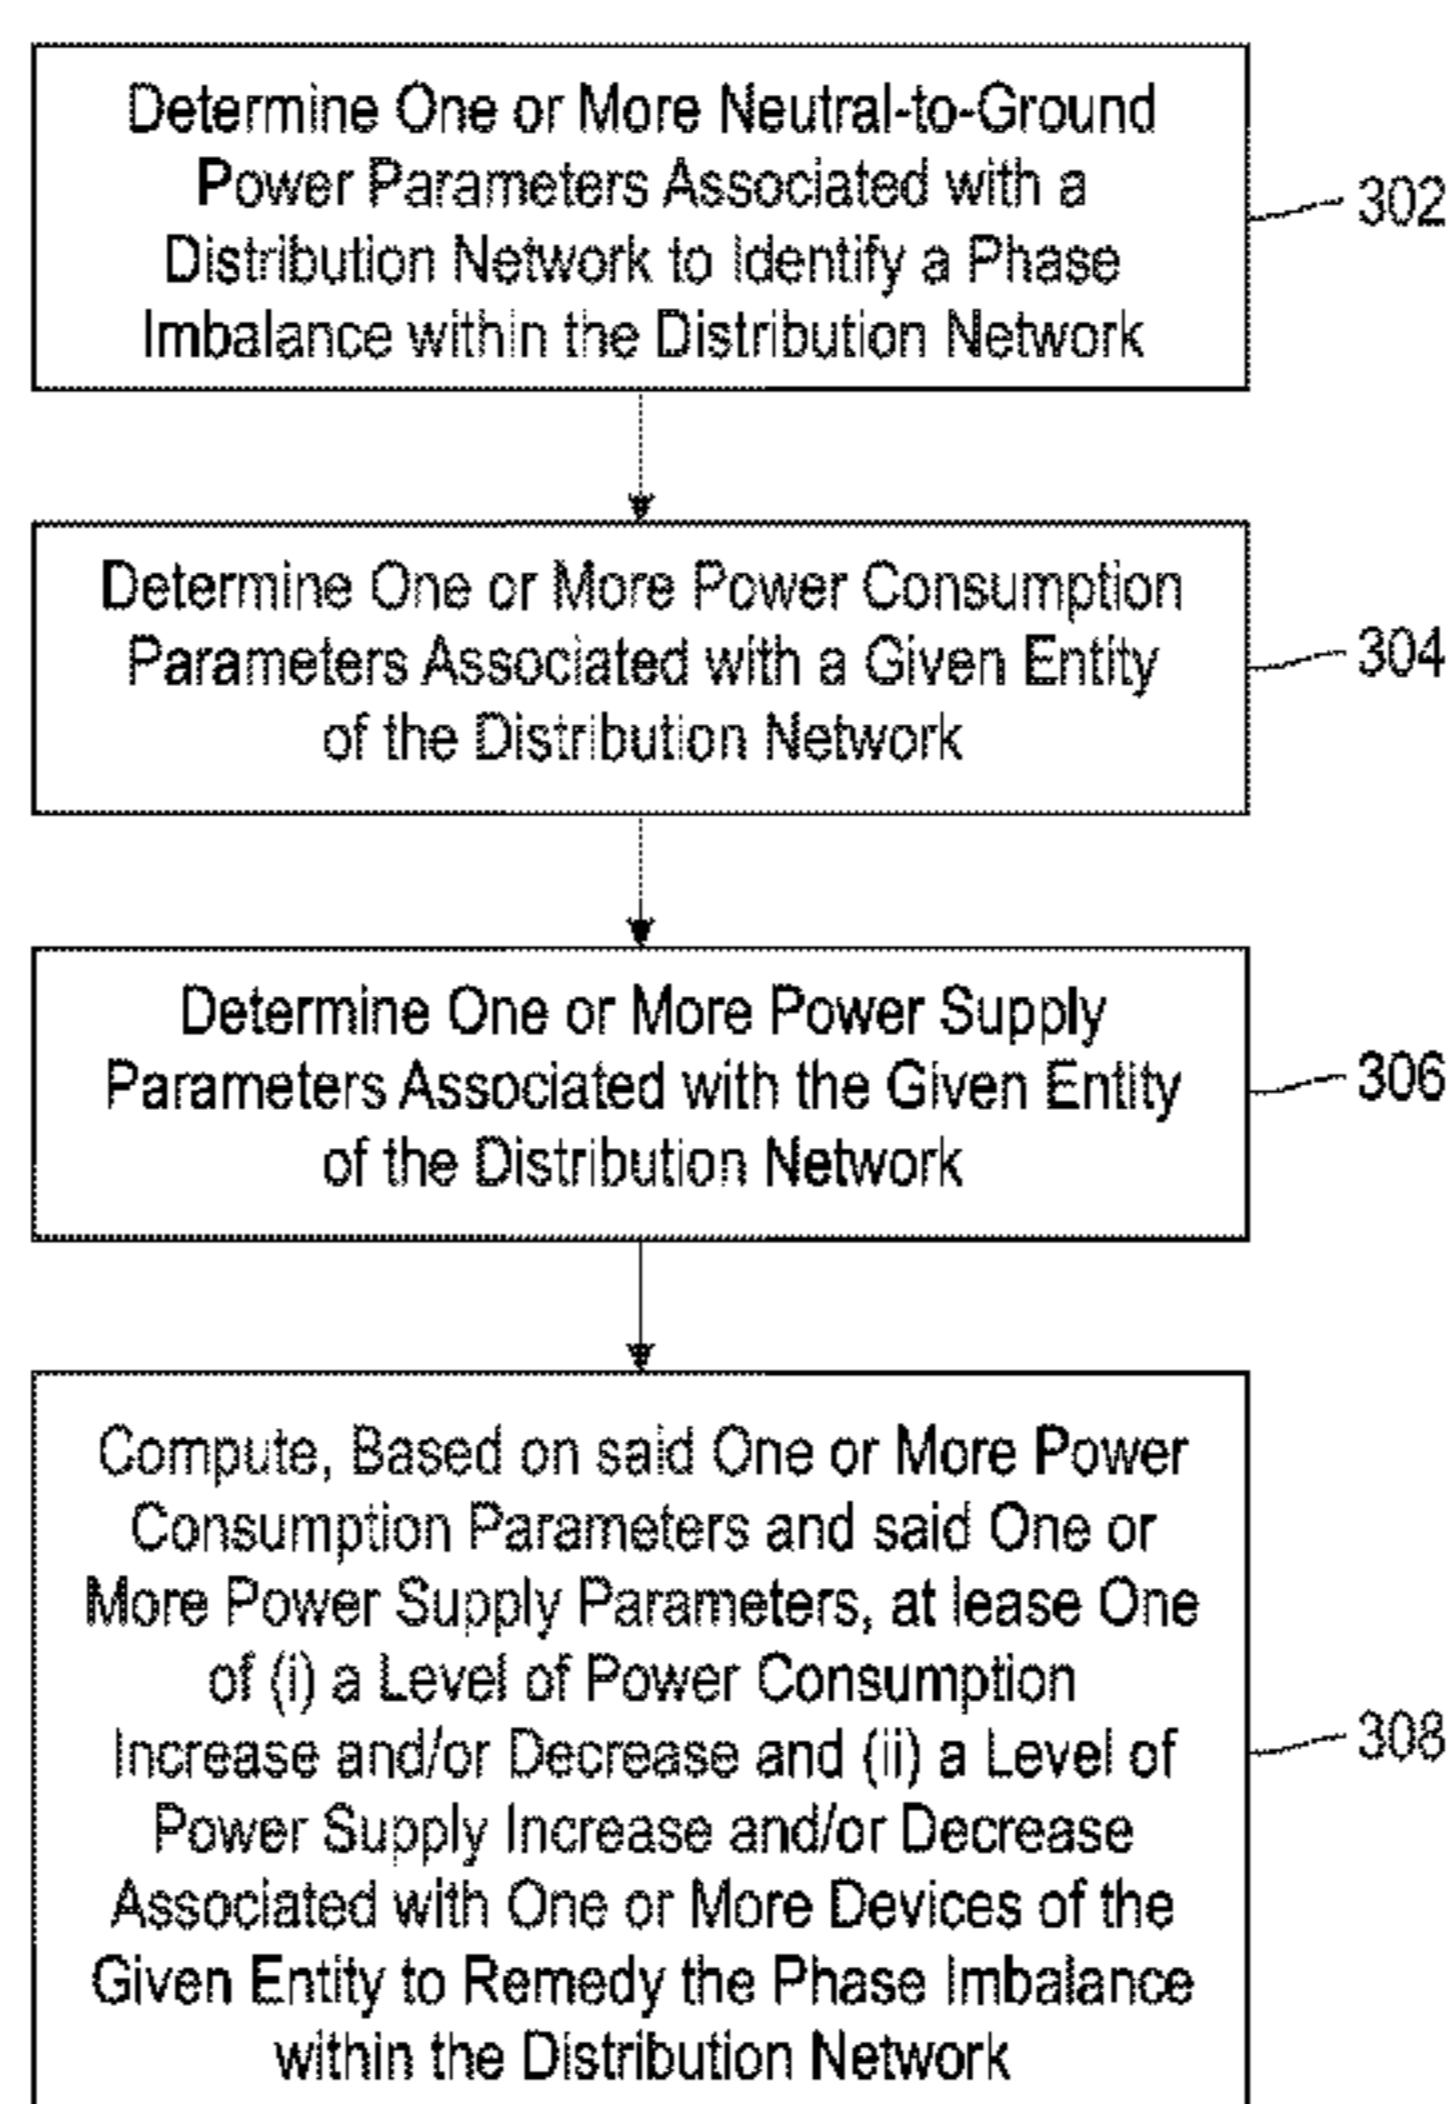 Determine One or More Neutral-to-Ground
Power Parameters Associated with a
Distribution Network to Identify a Phase
Imbalance within the Distribution Network
302
Determine One or More Power Consumption
Parameters Associated with a Given Entity
of the Distribution Network
304
Determine One or More Power Supply
Parameters Associated with the Given Entity
of the Distribution Network
306
Compute, Based on said One or More Power
Consumption Parameters and said One or
More Power Supply Parameters, at lease One
of (i) a Level of Power Consumption
Increase and/or Decrease and (ii) a Level of
Power Supply Increase and/or Decrease
Associated with One or More Devices of the
Given Entity to Remedy the Phase Imbalance
within the Distribution Network
308